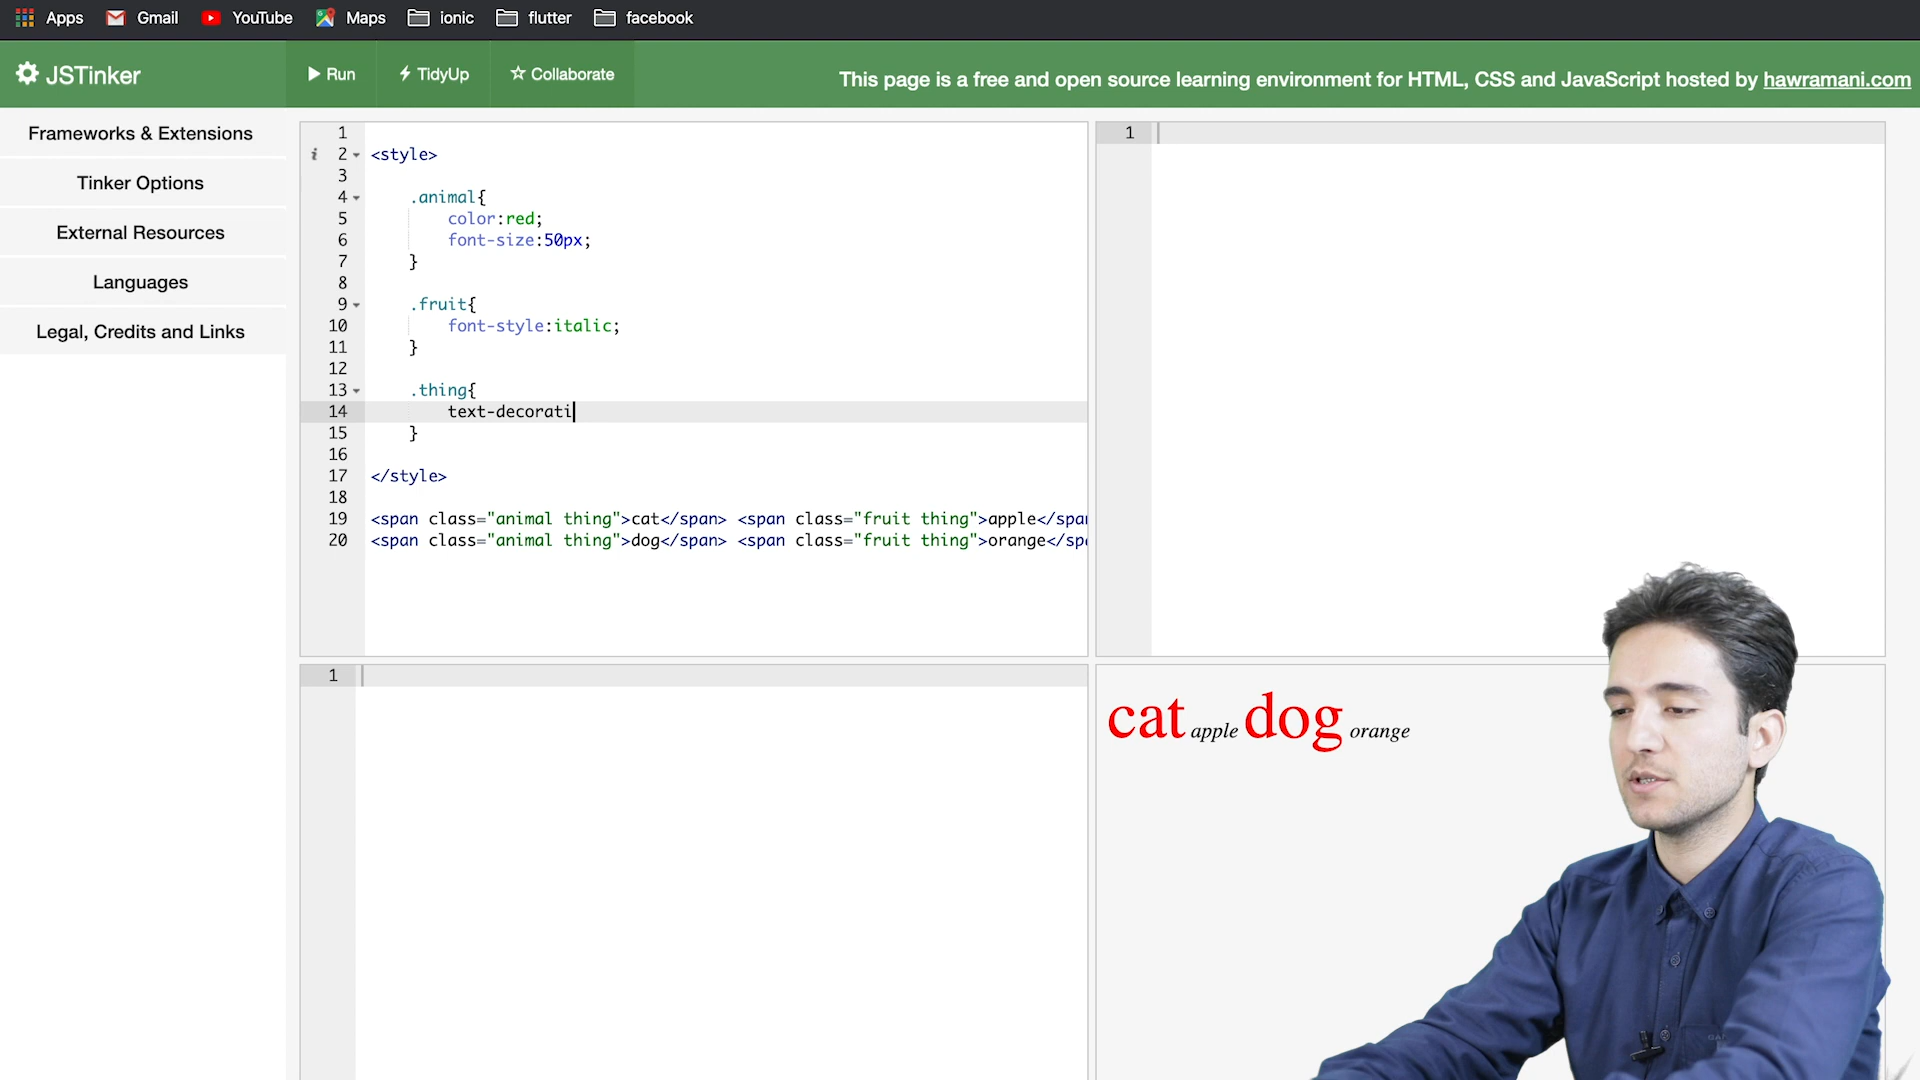 Apps Gmail YouTube Maps ionic flutter facebook
JSTinker Run TidyUp Collaborate This page is a free and open source learning environment for HTML, CSS and JavaScript hosted by hawramani.com
Frameworks & Extensions
Tinker Options
External Resources
Languages
Legal, Credits and Links
1
i 2 <style>
3
4 .animal{
5 color:red;
6 font-size:50px;
7 }
8
9 .fruit{
10 font-style:italic;
11 }
12
13 .thing{
14 text-decorati
15 }
16
17 </style>
18
19 <span class="animal thing">cat</span> <span class="fruit thing">apple</spa
20 <span class="animal thing">dog</span> <span class="fruit thing">orange</sp
1
1
cat apple dog orange